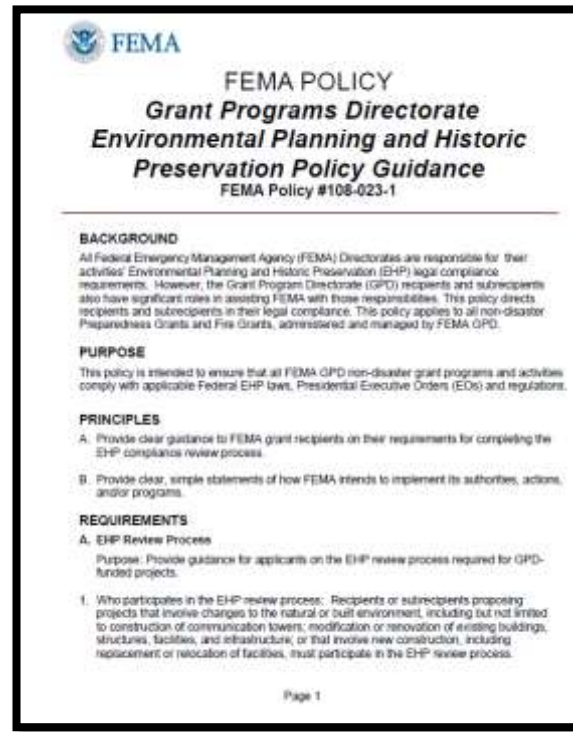 FEMA
FEMA POLICY
Grant Programs Directorate
Environmental Planning and Historic
Preservation Policy Guidance
FEMA Policy #108-023-1
BACKGROUND
All Federal Emergency Management Agency (FEMA) Directorates are responsible for their
activities' Environmental Planning and Historic Preservation (EHP) legal compliance
requirements. However, the Grant Program Directorate (GPD) recipients and subrecipients
also have significant roles in assisting FEMA with those responsibilities. This policy directs
recipients and subrecipients in their legal compliance. This policy applies to all non-disaster
Preparedness Grants and Fire Grants, administered and managed by FEMA GPD.
PURPOSE
This policy is intended to ensure that all FEMA GPD non-disaster grant programs and activities
comply with applicable Federal EHP laws, Presidential Executive Orders (EOs) and regulations.
PRINCIPLES
A. Provide clear guidance to FEMA grant recipients on their requirements for completing the
EHP compliance review process.
B. Provide clear, simple statements of how FEMA intends to implement its authorities, actions,
and/or programs.
REQUIREMENTS
A. EHP Review Process
Purpose: Provide guidance for applicants on the EHP review process required for GPD-
funded projects.
1. Who participates in the EHP review process: Recipients or subrecipients proposing
projects that involve changes to the natural or built environment, including but not limited
to construction of communication towers; modification or renovation of existing buildings,
structures, facilities, and infrastructure; or that involve new construction, including
replacement or relocation of facilities, must participate in the EHP review process.
Page 1